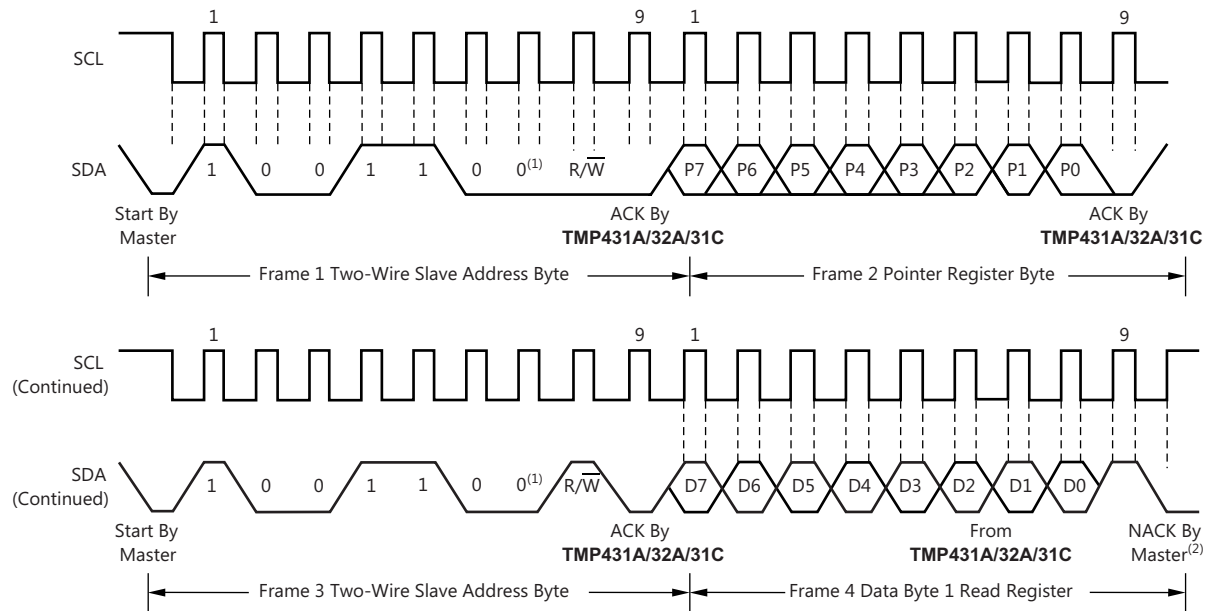 1 9 1 9
SCL
SDA
1 0 0 1 1 0 0(1) R/W̅ P7 P6 P5 P4 P3 P2 P1 P0
Start By
Master
ACK By
TMP431A/32A/31C
ACK By
TMP431A/32A/31C
Frame 1 Two-Wire Slave Address Byte
Frame 2 Pointer Register Byte
1 9 1 9
SCL
(Continued)
SDA
(Continued)
1 0 0 1 1 0 0(1) R/W̅ D7 D6 D5 D4 D3 D2 D1 D0
Start By
Master
ACK By
TMP431A/32A/31C
From
TMP431A/32A/31C
NACK By
Master(2)
Frame 3 Two-Wire Slave Address Byte
Frame 4 Data Byte 1 Read Register